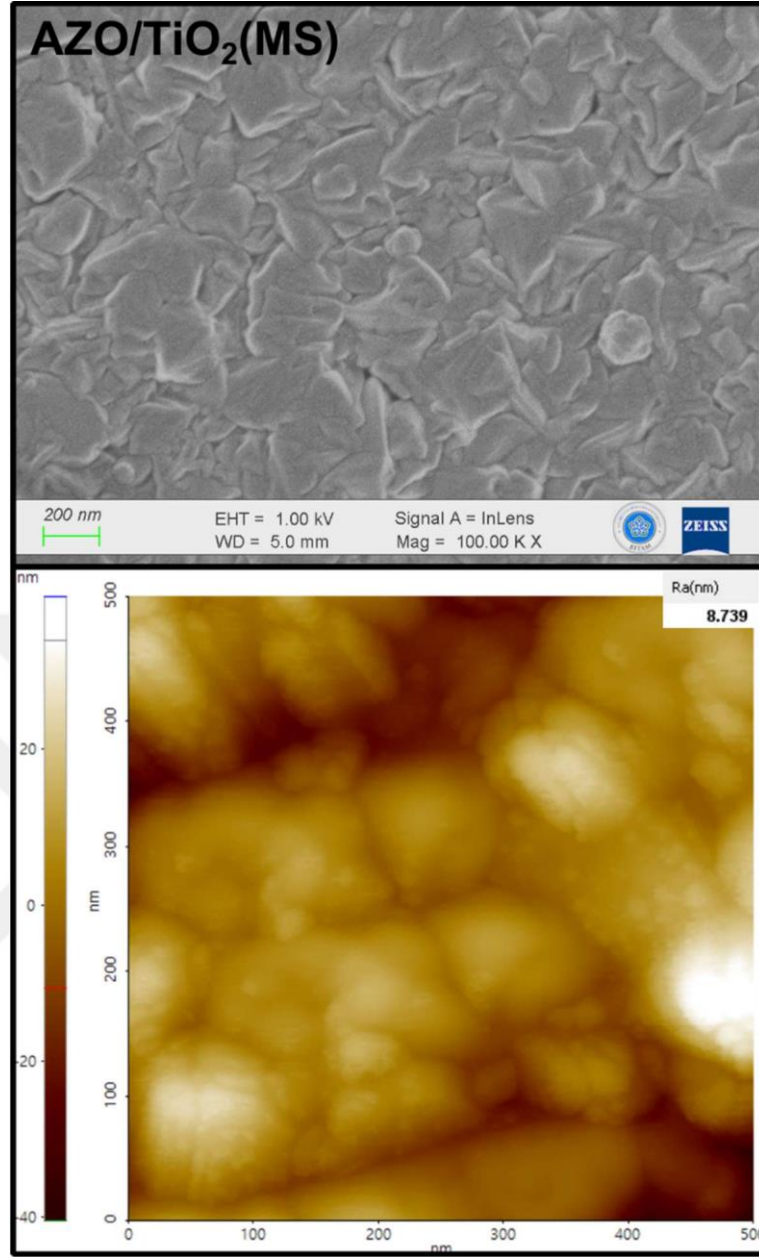 AZO/TiO₂(MS)
200 nm
EHT = 1.00 kV
Signal A = InLens
WD = 5.0 mm
Mag = 100.00 K X
ZEISS
nm
Ra(nm)
8.739
20
0
-20
-40
500
400
300
200
100
0
nm
0
100
200
300
400
nm